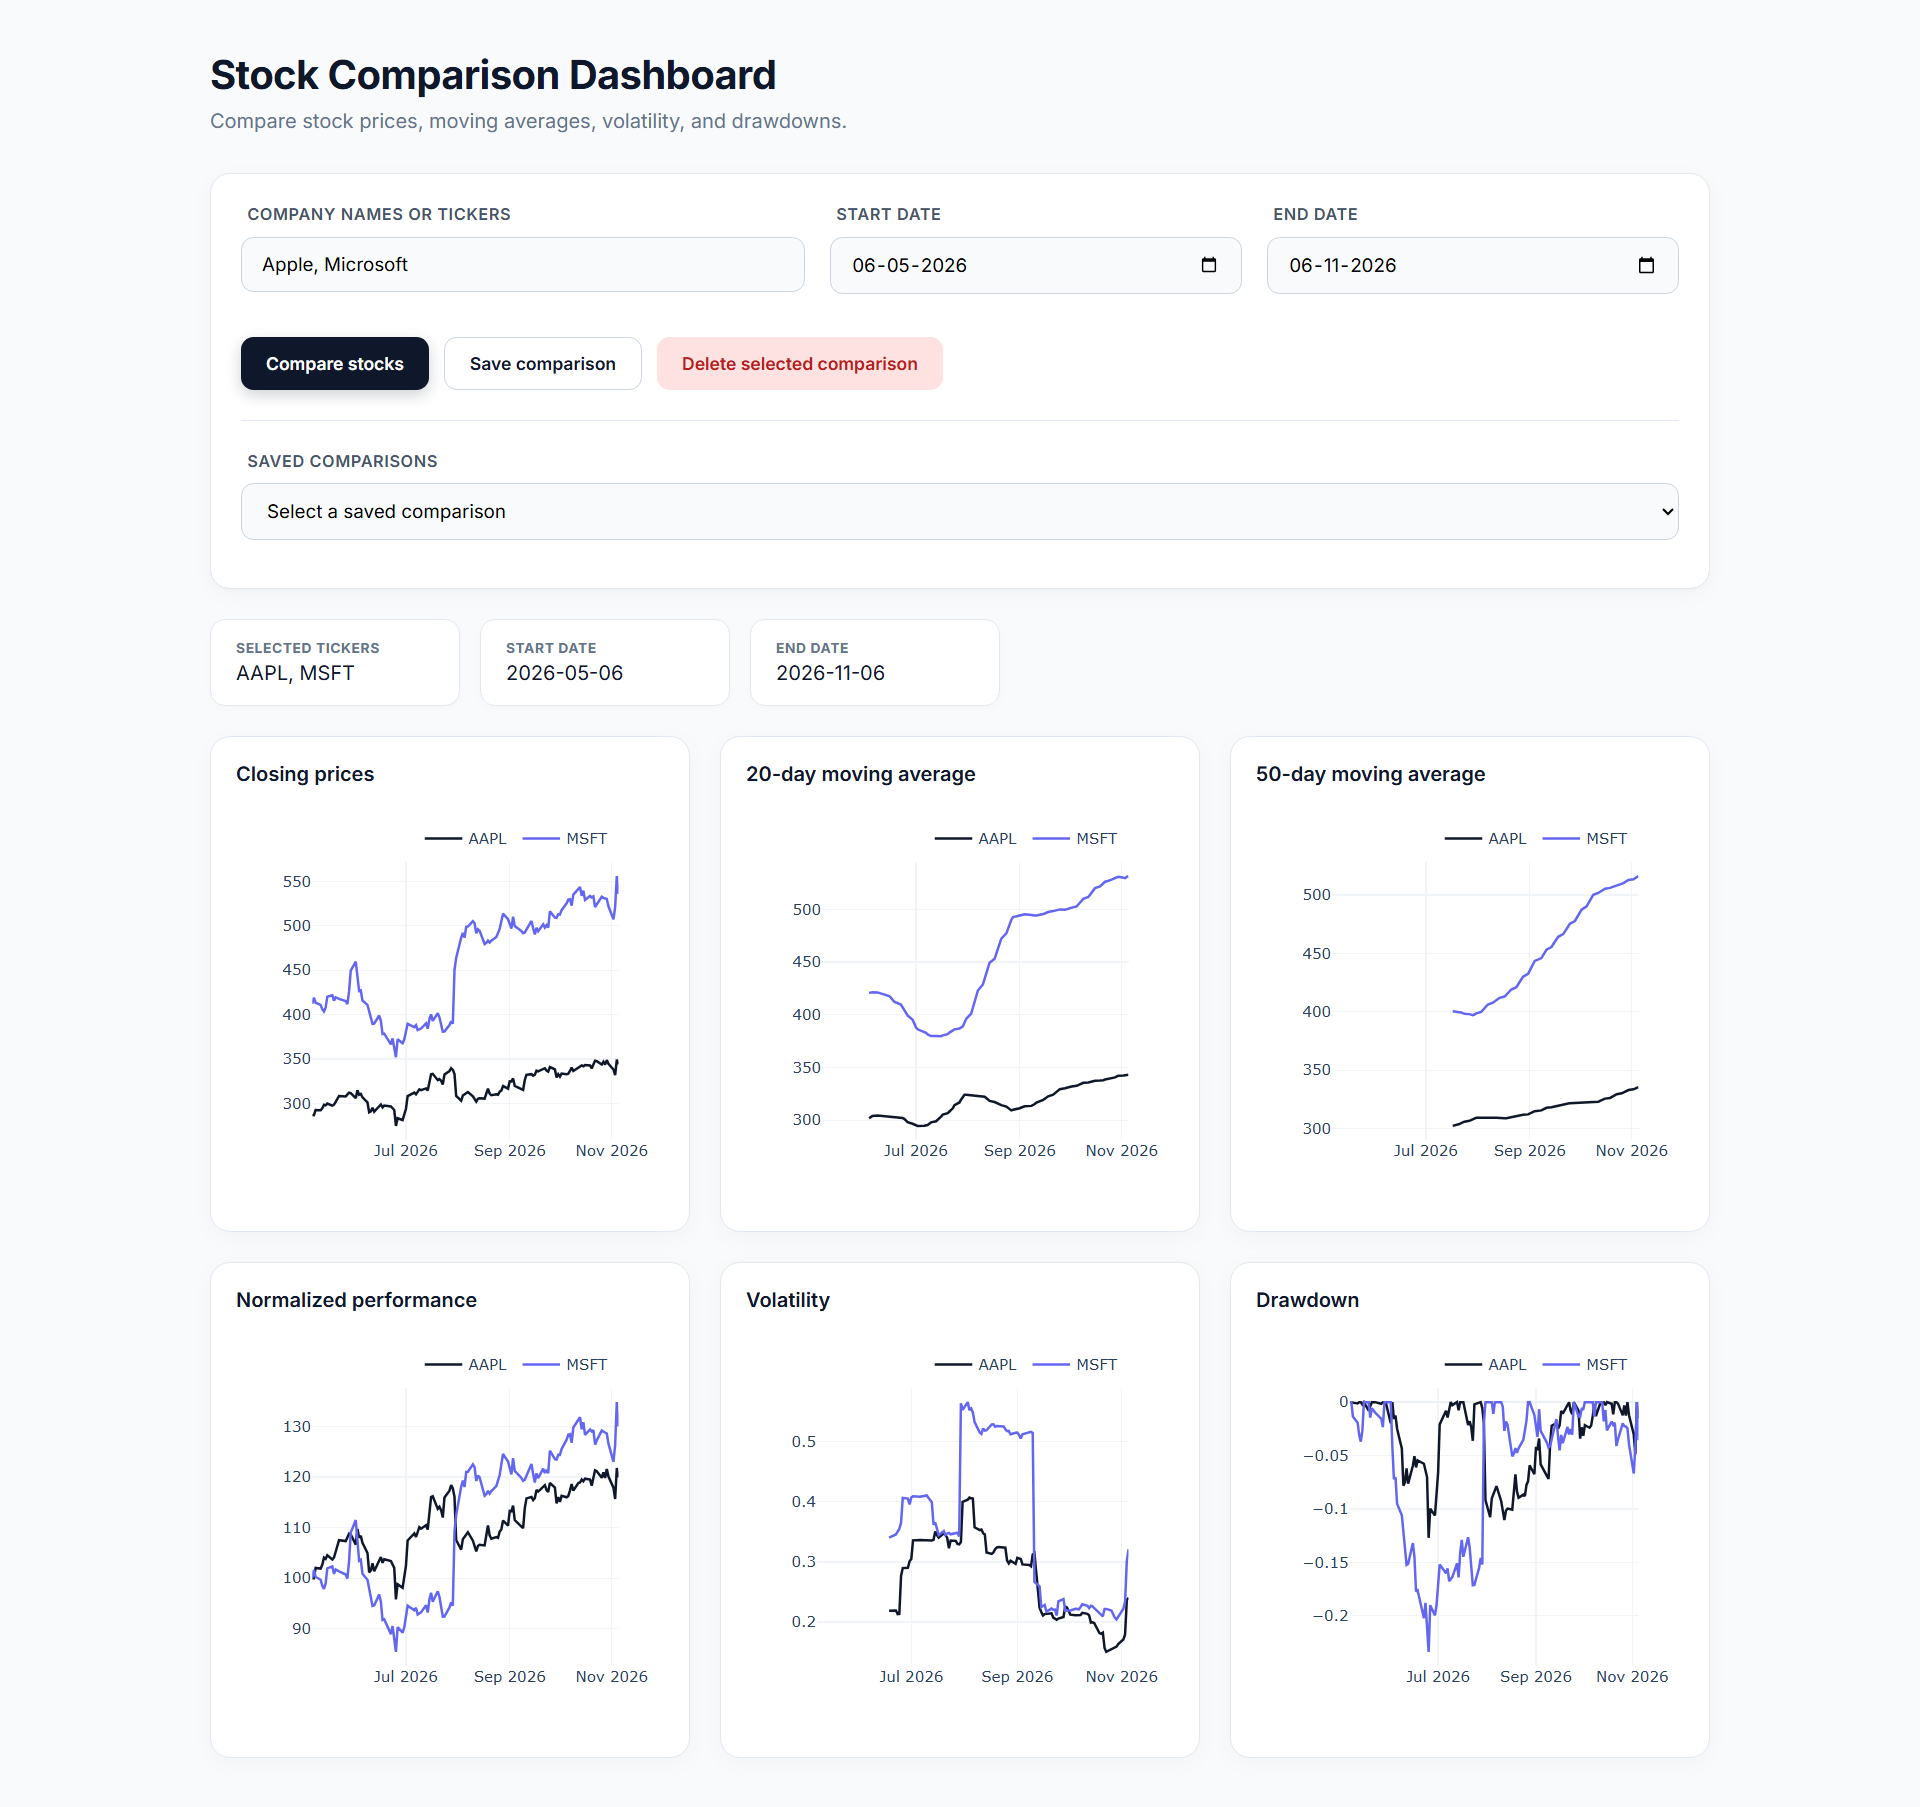 Stock Comparison Dashboard
Compare stock prices, moving averages, volatility, and drawdowns.
COMPANY NAMES OR TICKERS
START DATE
END DATE
Apple, Microsoft
06-05-2026
06-11-2026
Compare stocks
Save comparison
Delete selected comparison
SAVED COMPARISONS
Select a saved comparison
SELECTED TICKERS
AAPL, MSFT
START DATE
2026-05-06
END DATE
2026-11-06
Closing prices
AAPL MSFT
550
500
450
400
350
300
Jul 2026 Sep 2026 Nov 2026
20-day moving average
AAPL MSFT
500
450
400
350
300
Jul 2026 Sep 2026 Nov 2026
50-day moving average
AAPL MSFT
500
450
400
350
300
Jul 2026 Sep 2026 Nov 2026
Normalized performance
AAPL MSFT
130
120
110
100
90
Jul 2026 Sep 2026 Nov 2026
Volatility
AAPL MSFT
0.5
0.4
0.3
0.2
Jul 2026 Sep 2026 Nov 2026
Drawdown
AAPL MSFT
0
−0.05
−0.1
−0.15
−0.2
Jul 2026 Sep 2026 Nov 2026